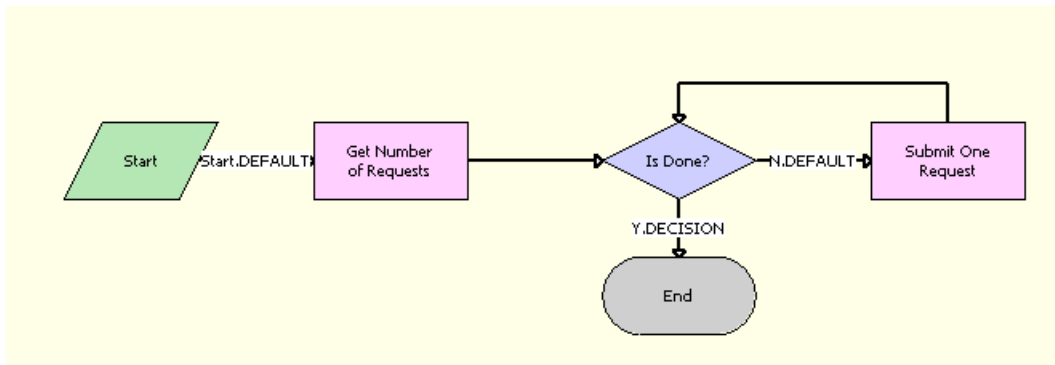 Start
Start.DEFAULT
Get Number
of Requests
Is Done?
N.DEFAULT
Submit One
Request
Y.DECISION
End